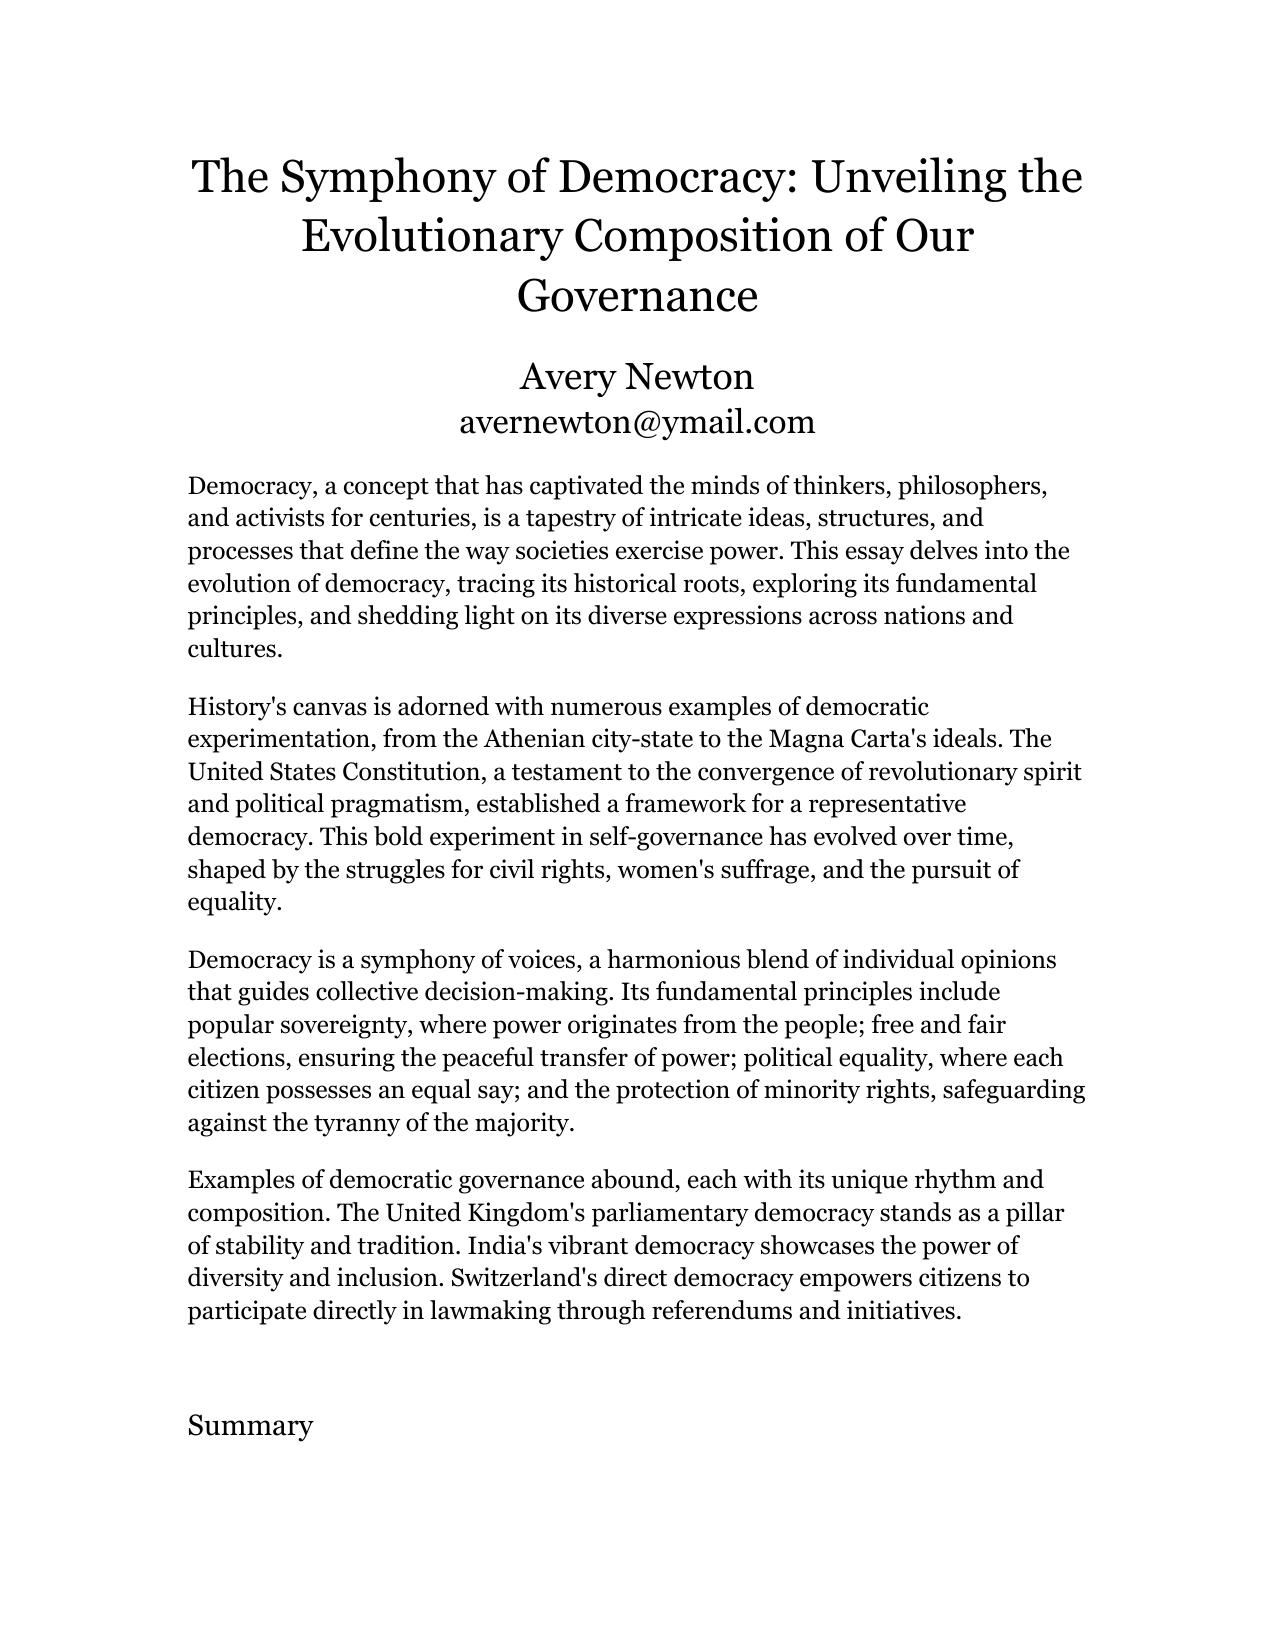 The Symphony of Democracy: Unveiling the
Evolutionary Composition of Our
Governance
Avery Newton
avernewton@ymail.com
Democracy, a concept that has captivated the minds of thinkers, philosophers,
and activists for centuries, is a tapestry of intricate ideas, structures, and
processes that define the way societies exercise power. This essay delves into the
evolution of democracy, tracing its historical roots, exploring its fundamental
principles, and shedding light on its diverse expressions across nations and
cultures.
History's canvas is adorned with numerous examples of democratic
experimentation, from the Athenian city-state to the Magna Carta's ideals. The
United States Constitution, a testament to the convergence of revolutionary spirit
and political pragmatism, established a framework for a representative
democracy. This bold experiment in self-governance has evolved over time,
shaped by the struggles for civil rights, women's suffrage, and the pursuit of
equality.
Democracy is a symphony of voices, a harmonious blend of individual opinions
that guides collective decision-making. Its fundamental principles include
popular sovereignty, where power originates from the people; free and fair
elections, ensuring the peaceful transfer of power; political equality, where each
citizen possesses an equal say; and the protection of minority rights, safeguarding
against the tyranny of the majority.
Examples of democratic governance abound, each with its unique rhythm and
composition. The United Kingdom's parliamentary democracy stands as a pillar
of stability and tradition. India's vibrant democracy showcases the power of
diversity and inclusion. Switzerland's direct democracy empowers citizens to
participate directly in lawmaking through referendums and initiatives.
Summary